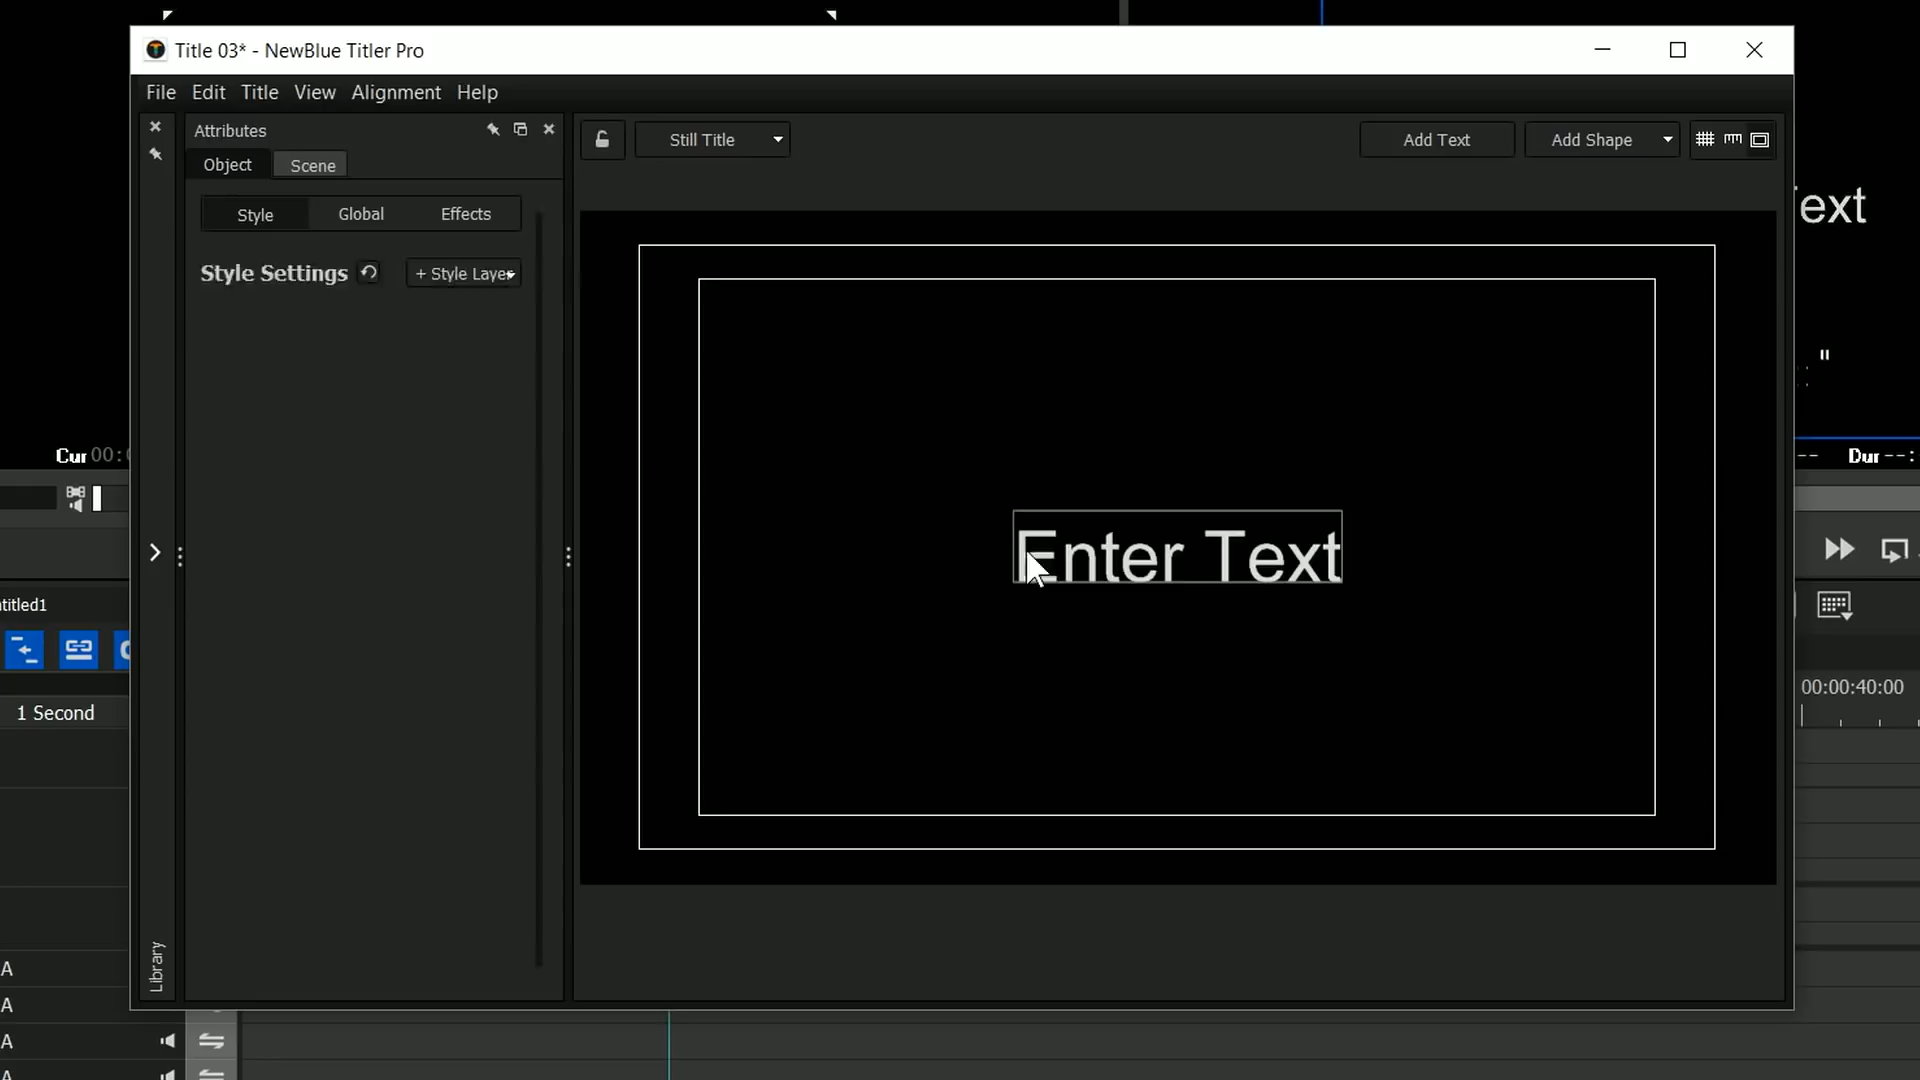 Title 03* - NewBlue Titler Pro
File Edit Title View Alignment Help
Attributes
Object Scene
Style Global Effects
Style Settings + Style Layer
Still Title
Add Text
Add Shape
Enter Text
Library
ext
Cur 00:
Dur --:
1 Second
00:00:40:00
A
A
A
A